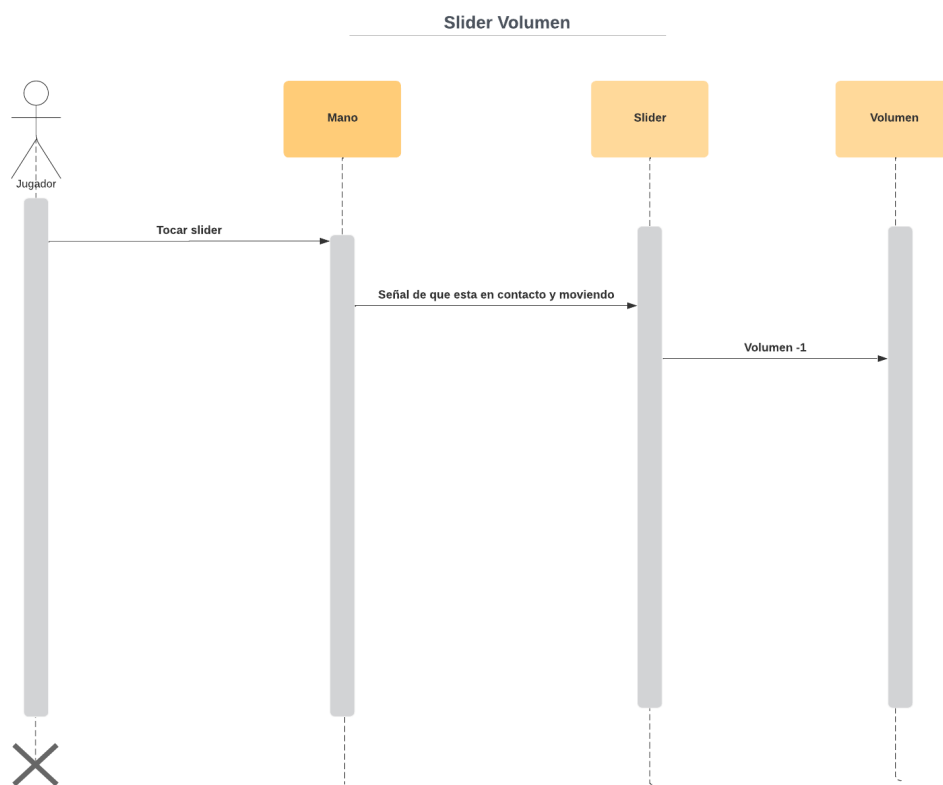 Slider Volumen
Mano
Slider
Volumen
Jugador
Tocar slider
Señal de que esta en contacto y moviendo
Volumen -1